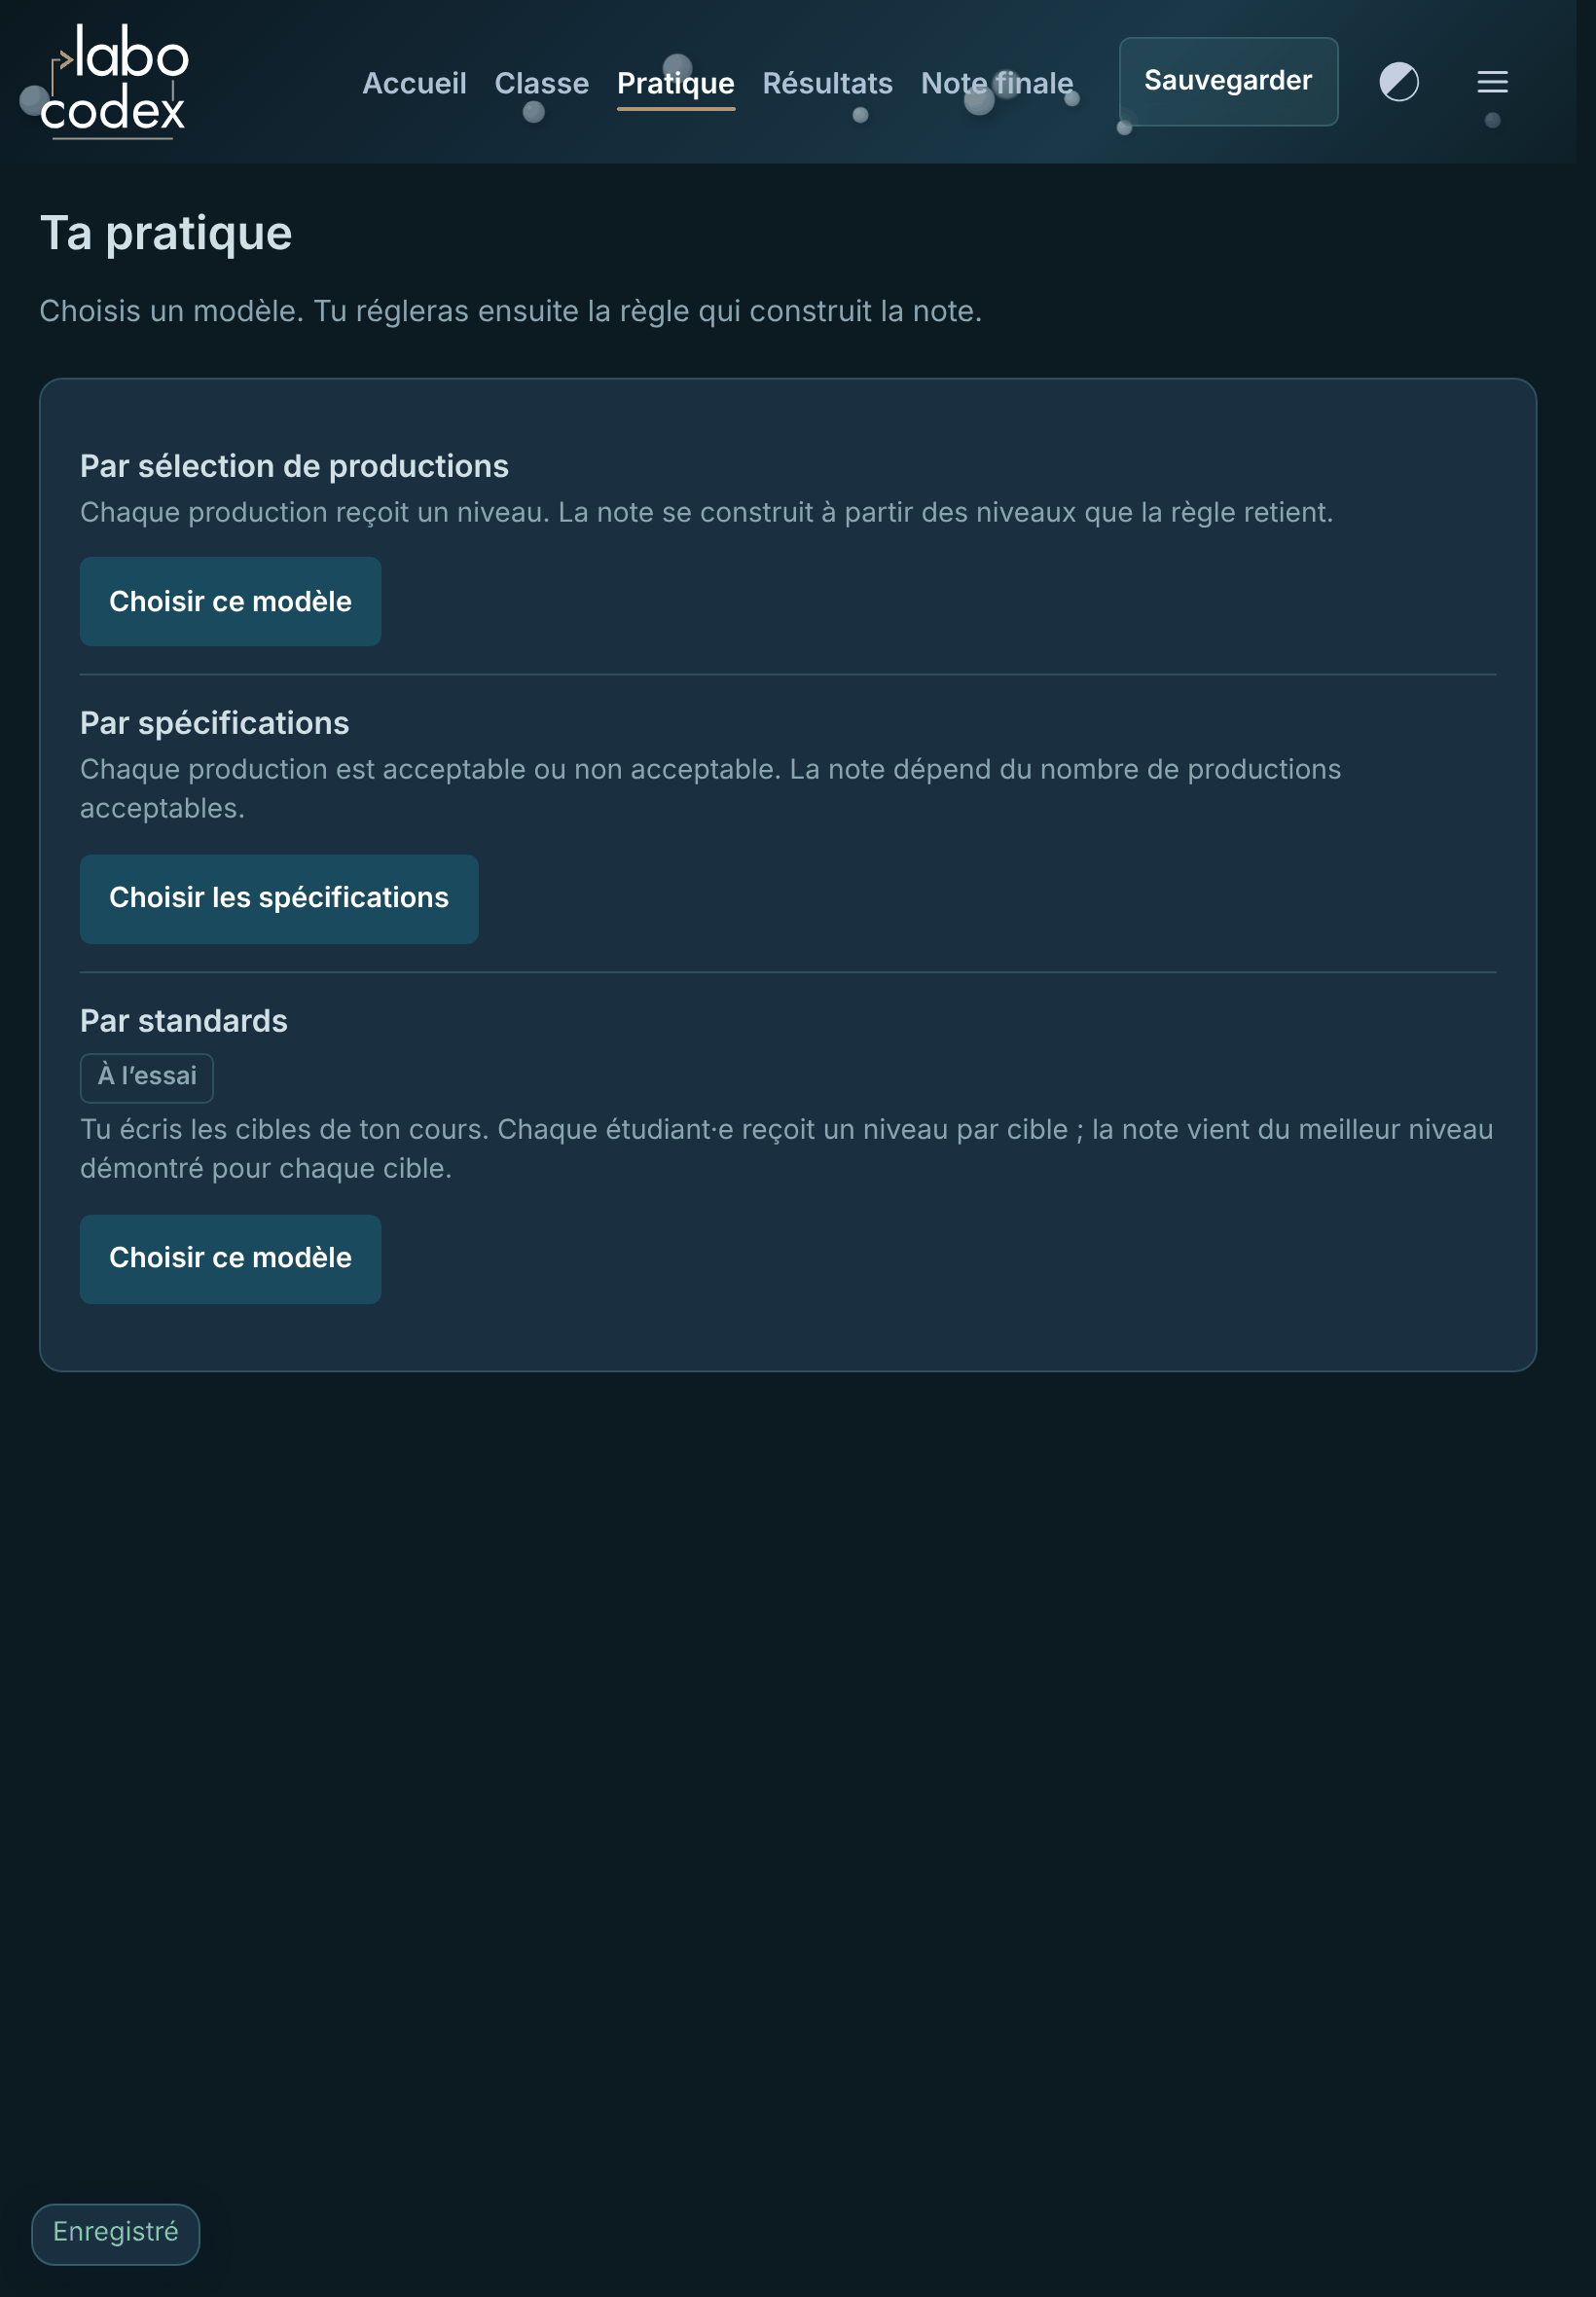 labo
codex
Accueil Classe Pratique Résultats Note finale Sauvegarder
Ta pratique
Choisis un modèle. Tu régleras ensuite la règle qui construit la note.
Par sélection de productions
Chaque production reçoit un niveau. La note se construit à partir des niveaux que la règle retient.
Choisir ce modèle
Par spécifications
Chaque production est acceptable ou non acceptable. La note dépend du nombre de productions
acceptables.
Choisir les spécifications
Par standards
À l’essai
Tu écris les cibles de ton cours. Chaque étudiant·e reçoit un niveau par cible ; la note vient du meilleur niveau
démontré pour chaque cible.
Choisir ce modèle
Enregistré